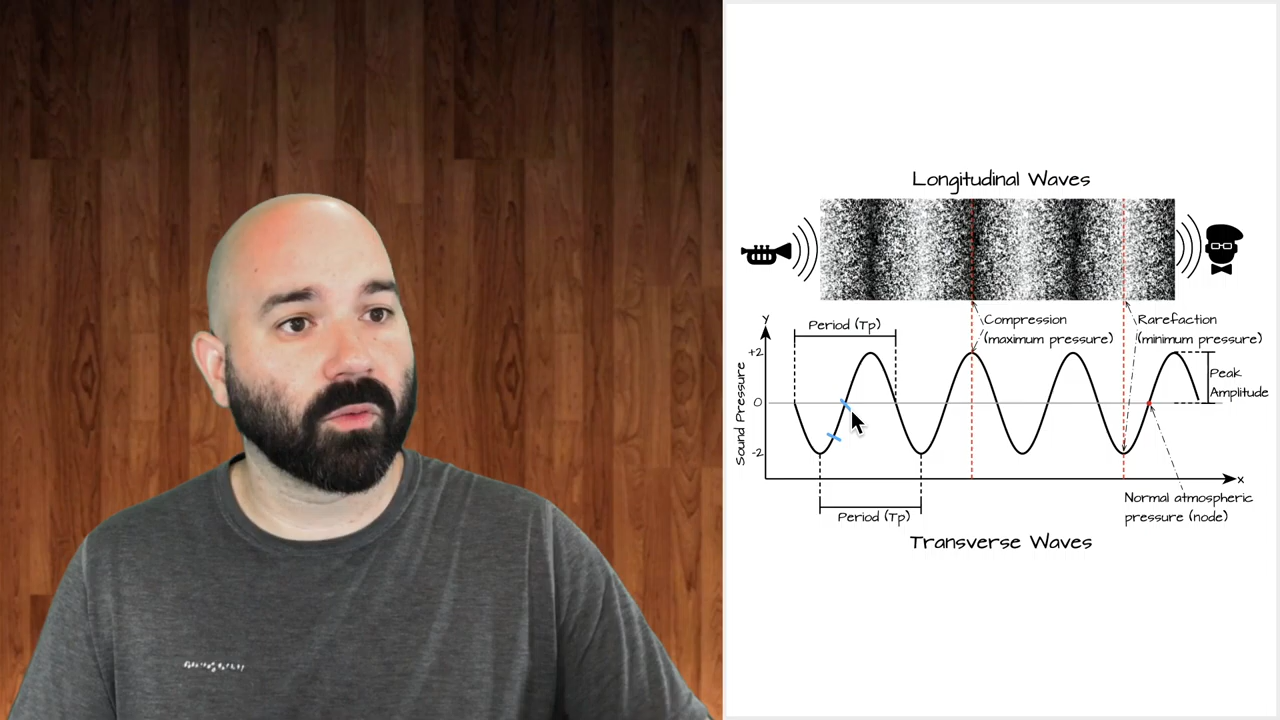 Longitudinal Waves
y
Period (Tp)
Compression
(maximum pressure)
Rarefaction
(minimum pressure)
+2
Peak
Amplitude
0
Sound Pressure
-2
x
Normal atmospheric
pressure (node)
Period (Tp)
Transverse Waves